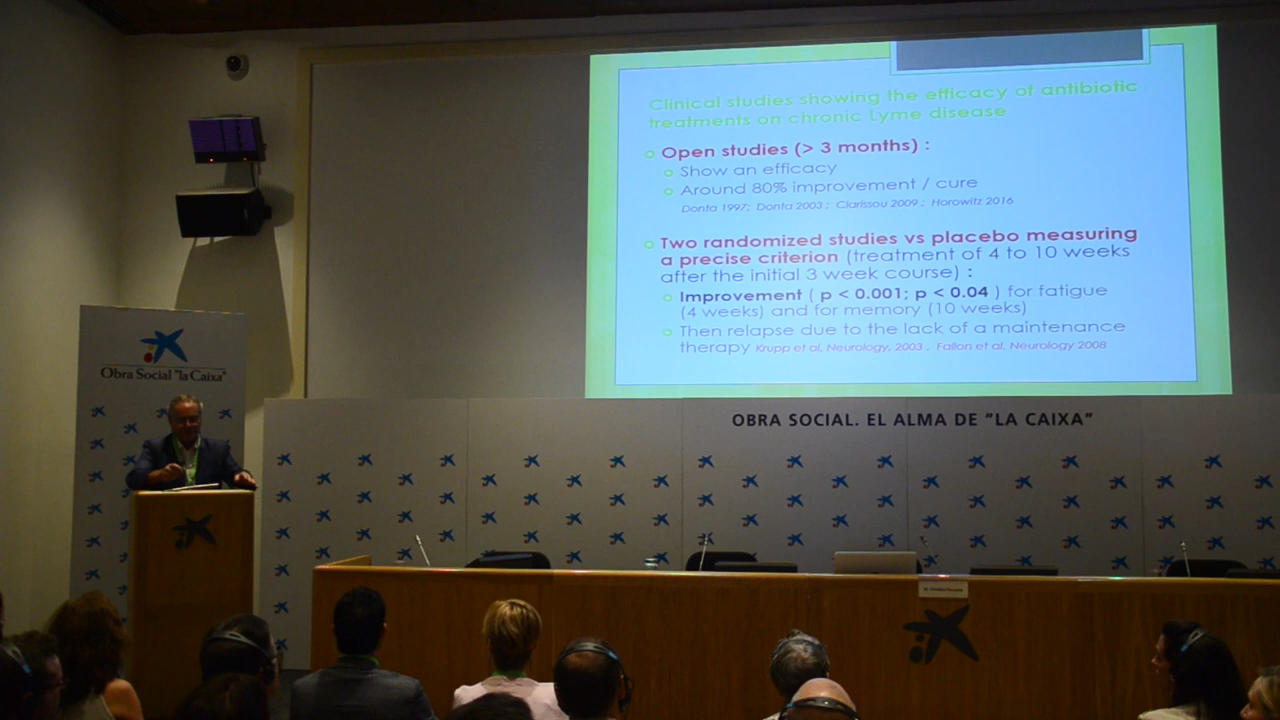 Clinical studies showing the efficacy of antibiotic
treatments on chronic Lyme disease
Open studies (> 3 months) :
Show an efficacy
Around 80% improvement / cure
Donta 1997; Donta 2003 ; Clarissou 2009 ; Horowitz 2016
Two randomized studies vs placebo measuring
a precise criterion (treatment of 4 to 10 weeks
after the initial 3 week course) :
Improvement ( p < 0.001; p < 0.04 ) for fatigue
(4 weeks) and for memory (10 weeks)
Then relapse due to the lack of a maintenance
therapy Krupp et al, Neurology, 2003 . Fallon et al, Neurology 2008
Obra Social "la Caixa"
OBRA SOCIAL. EL ALMA DE "LA CAIXA"